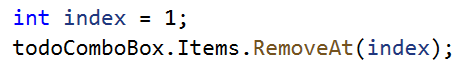 int index = 1;
todoComboBox.Items.RemoveAt(index);